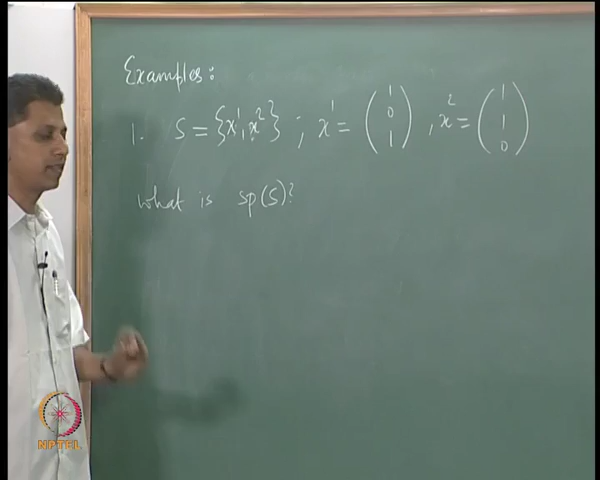 Examples:
1. S = {x¹, x²} ; x¹ = (1 0 1) , x² = (1 1 0)
what is sp(S)?
NPTEL